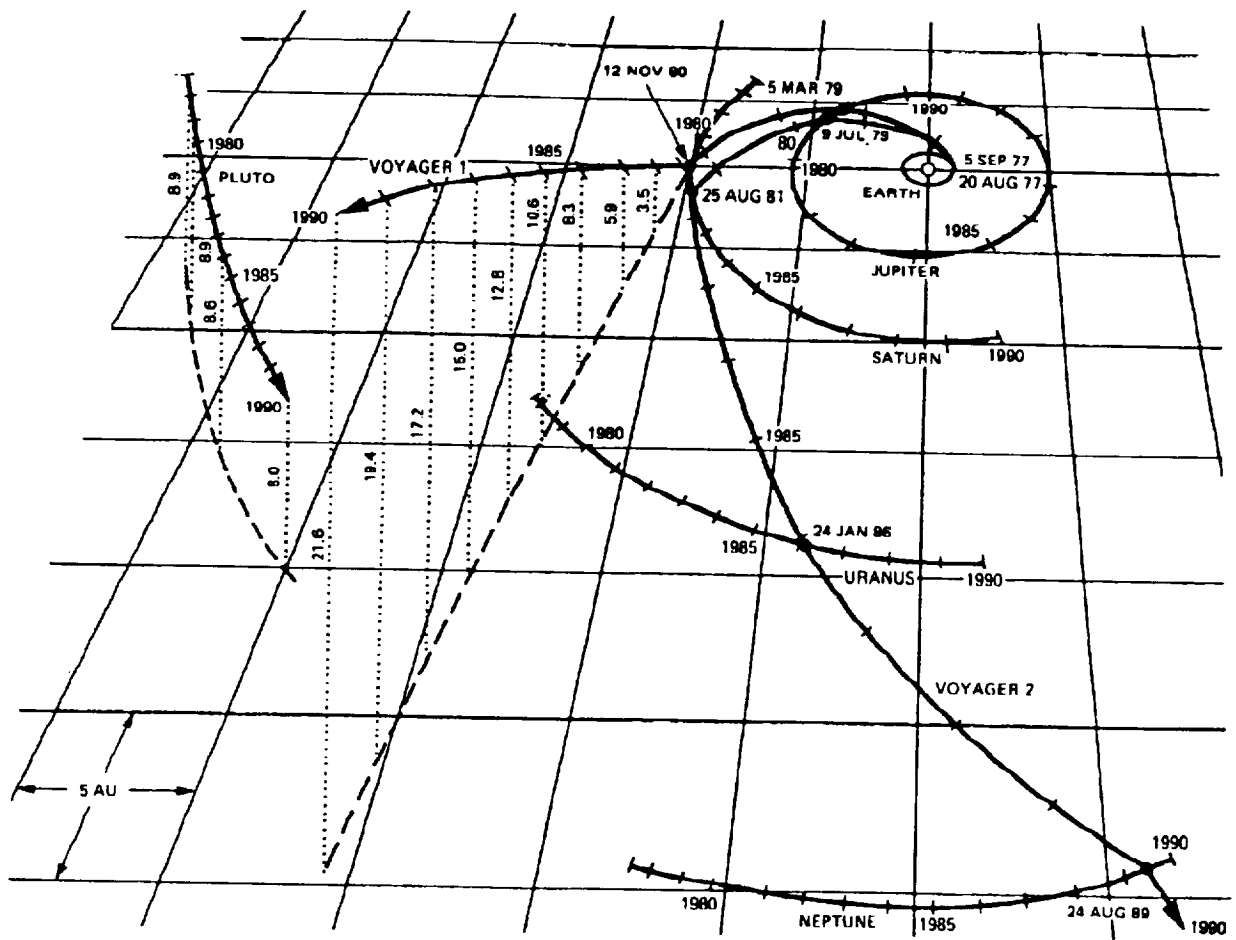 12 NOV 80
5 MAR 79
1980
1990
9 JUL 79
80
1980
1985
VOYAGER 1
1980
PLUTO
5 SEP 77
20 AUG 77
EARTH
25 AUG 81
1990
8.9
8.9
8.6
10.6
8.3
5.9
3.5
12.8
15.0
17.2
19.4
21.6
8.0
1985
1985
JUPITER
1985
SATURN
1990
1990
1980
1985
24 JAN 86
1985
URANUS
1990
VOYAGER 2
5 AU
1990
1980
NEPTUNE
1985
24 AUG 89
1990